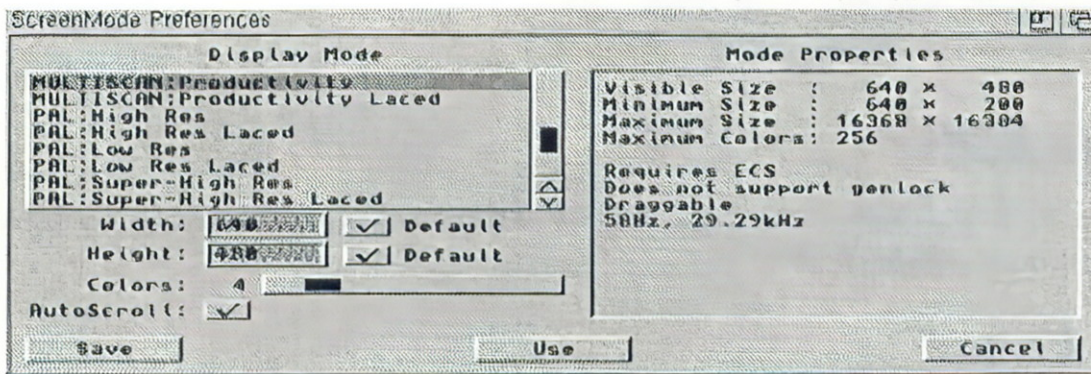 ScreenMode Preferences
Display Mode
MULTISCAN:Productivity
MULTISCAN:Productivity Laced
PAL:High Res
PAL:High Res Laced
PAL:Low Res
PAL:Low Res Laced
PAL:Super-High Res
PAL:Super-High Res Laced
Width: 640 Default
Height: 480 Default
Colors: 4
AutoScroll:
Mode Properties
Visible Size : 640 x 480
Minimum Size : 640 x 200
Maximum Size : 16368 x 16384
Maximum Colors: 256
Requires ECS
Does not support genlock
Draggable
58Hz, 29.29kHz
Save Use Cancel